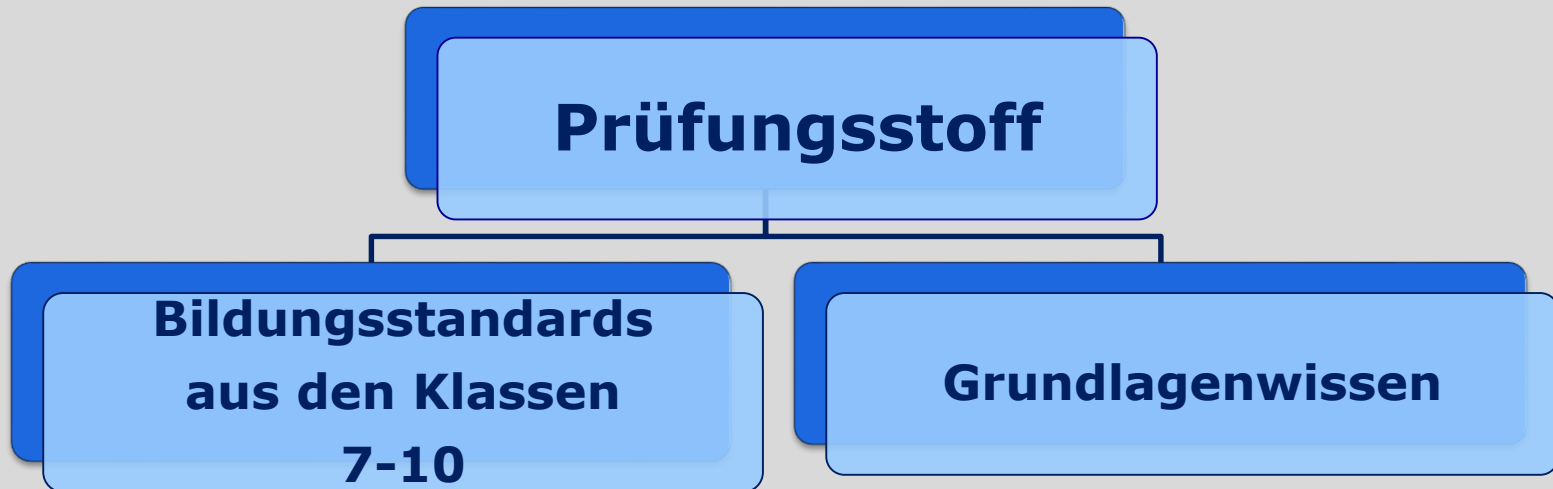 Prüfungsstoff
Bildungsstandards
aus den Klassen
7-10
Grundlagenwissen